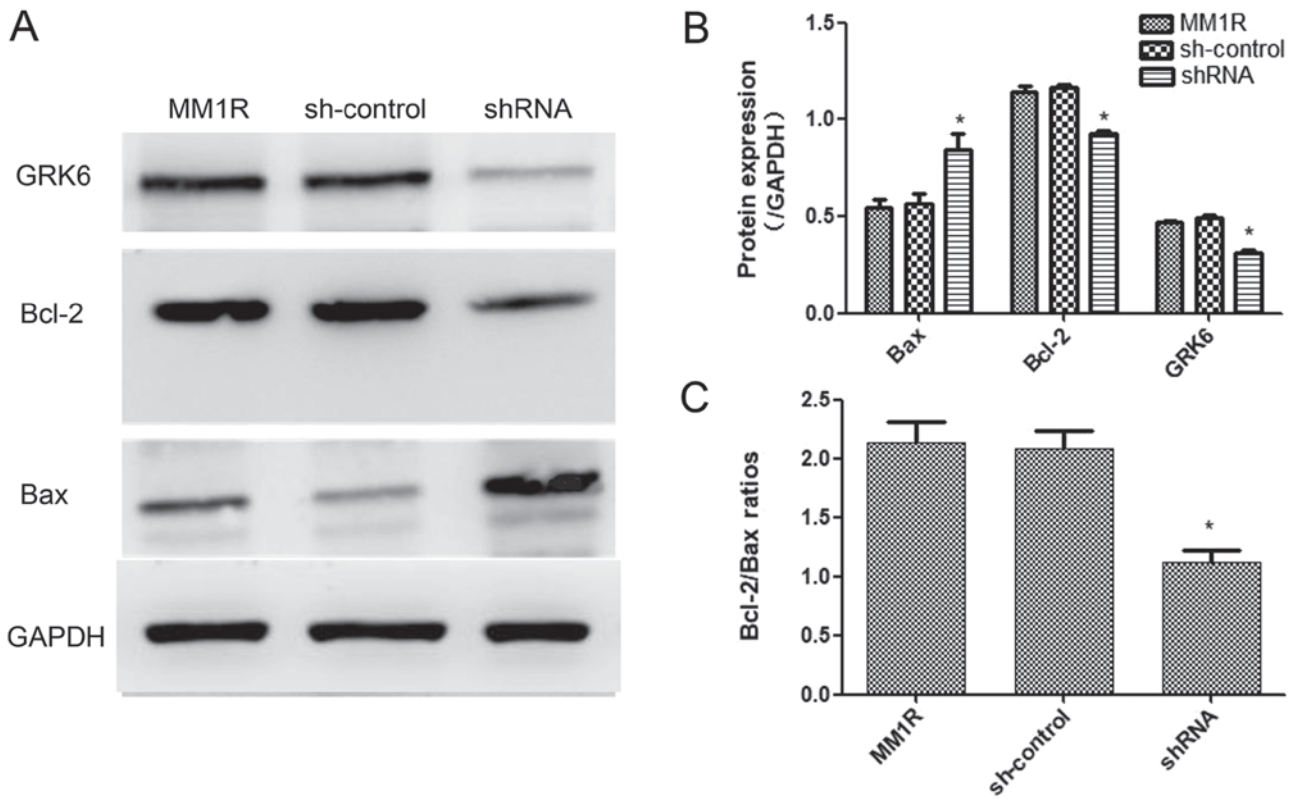 A
MM1R sh-control shRNA
GRK6
Bcl-2
Bax
GAPDH
B
Protein expression
(/GAPDH)
1.5
1.0
0.5
0.0
MM1R
sh-control
shRNA
*
*
*
Bax
Bcl-2
GRK6
C
Bcl-2/Bax ratios
2.5
2.0
1.5
1.0
0.5
0.0
*
MM1R
sh-control
shRNA